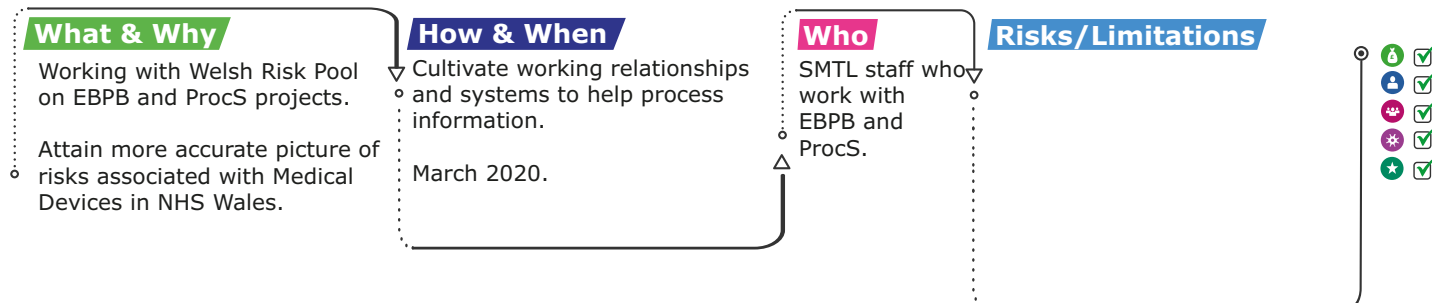 What & Why
Working with Welsh Risk Pool
on EBPB and ProcS projects.
Attain more accurate picture of
risks associated with Medical
Devices in NHS Wales.
How & When
Cultivate working relationships
and systems to help process
information.
March 2020.
Who
SMTL staff who
work with
EBPB and
ProcS.
Risks/Limitations